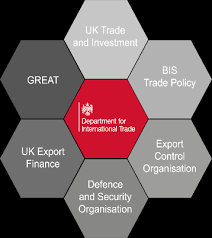 UK Trade
and Investment
BIS
Trade Policy
GREAT
Department for
International Trade
UK Export
Finance
Export
Control
Organisation
Defence
and Security
Organisation